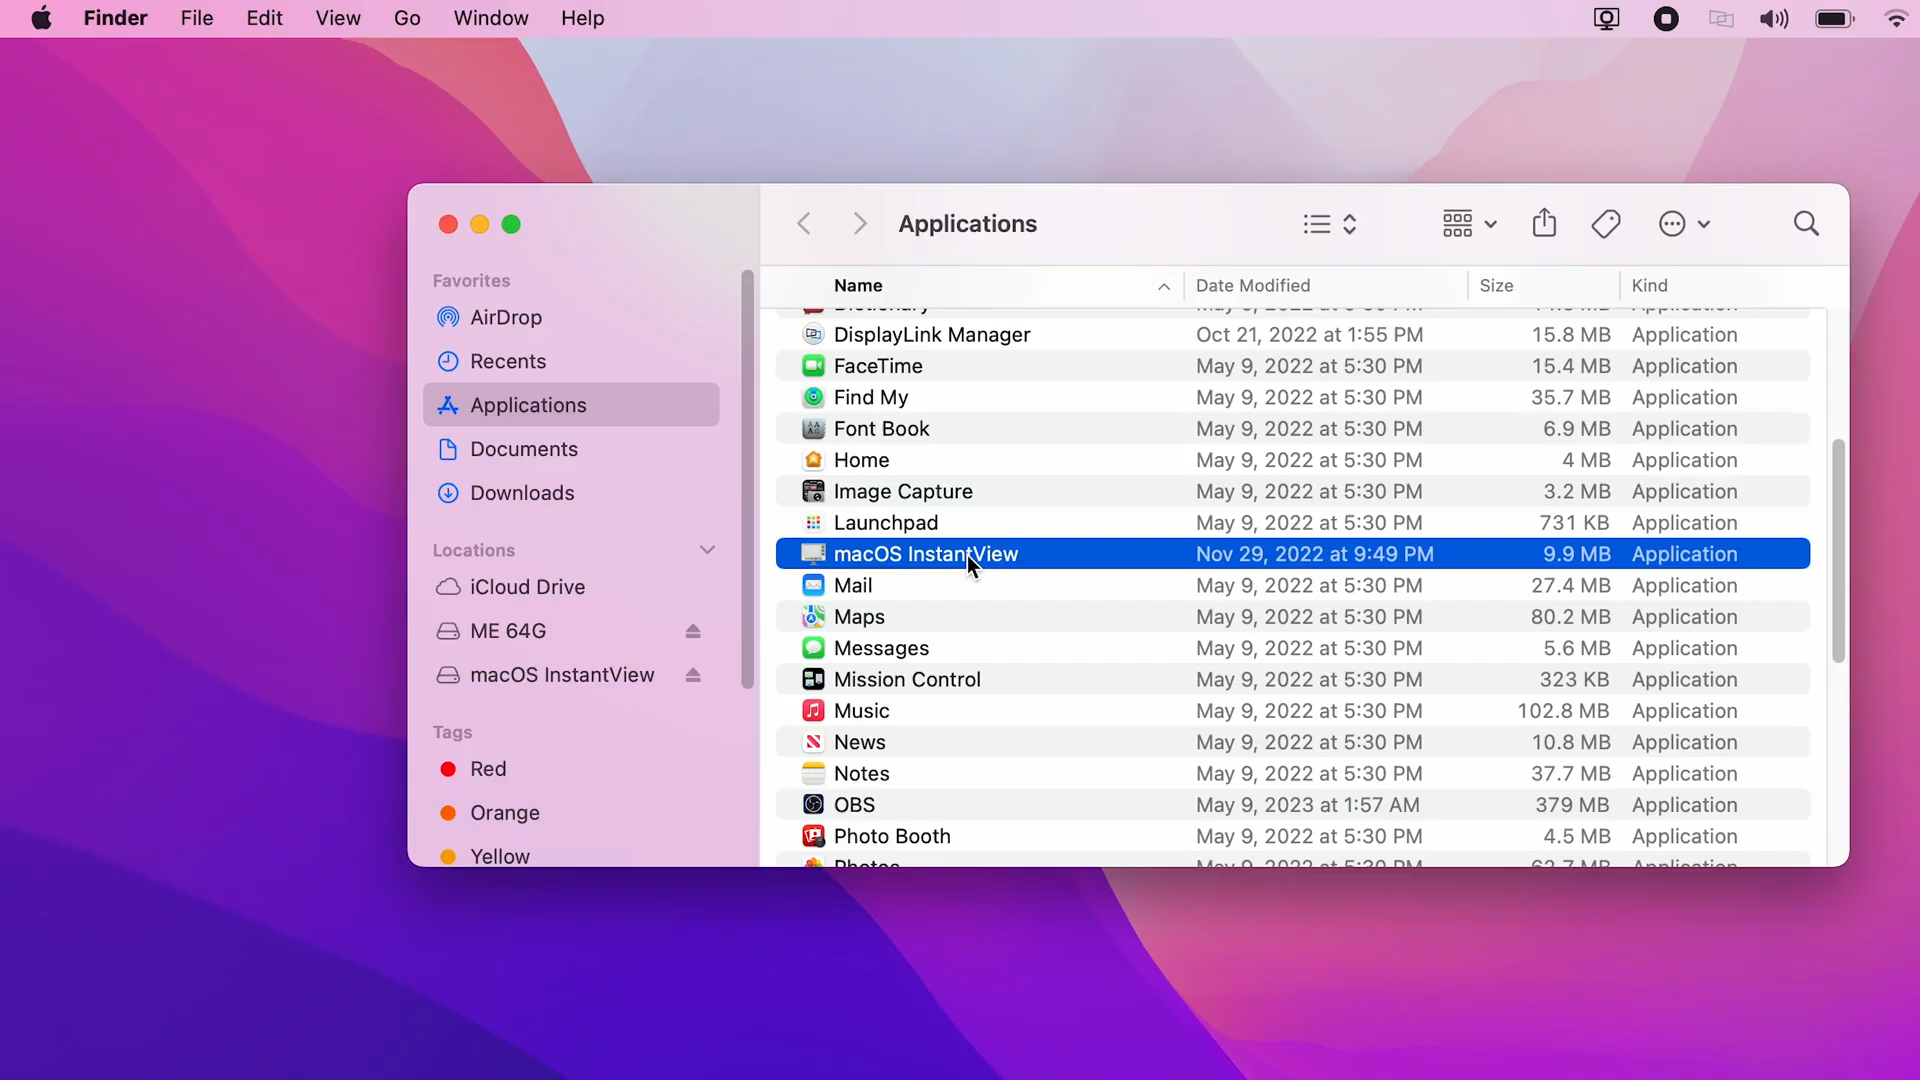 Finder File Edit View Go Window Help
Applications
Favorites
AirDrop
Recents
Applications
Documents
Downloads
Locations
iCloud Drive
ME 64G
macOS InstantView
Tags
Red
Orange
Yellow
Name Date Modified Size Kind
DisplayLink Manager Oct 21, 2022 at 1:55 PM 15.8 MB Application
FaceTime May 9, 2022 at 5:30 PM 15.4 MB Application
Find My May 9, 2022 at 5:30 PM 35.7 MB Application
Font Book May 9, 2022 at 5:30 PM 6.9 MB Application
Home May 9, 2022 at 5:30 PM 4 MB Application
Image Capture May 9, 2022 at 5:30 PM 3.2 MB Application
Launchpad May 9, 2022 at 5:30 PM 731 KB Application
macOS InstantView Nov 29, 2022 at 9:49 PM 9.9 MB Application
Mail May 9, 2022 at 5:30 PM 27.4 MB Application
Maps May 9, 2022 at 5:30 PM 80.2 MB Application
Messages May 9, 2022 at 5:30 PM 5.6 MB Application
Mission Control May 9, 2022 at 5:30 PM 323 KB Application
Music May 9, 2022 at 5:30 PM 102.8 MB Application
News May 9, 2022 at 5:30 PM 10.8 MB Application
Notes May 9, 2022 at 5:30 PM 37.7 MB Application
OBS May 9, 2023 at 1:57 AM 379 MB Application
Photo Booth May 9, 2022 at 5:30 PM 4.5 MB Application
Photos May 9, 2022 at 5:30 PM 62.7 MB Application